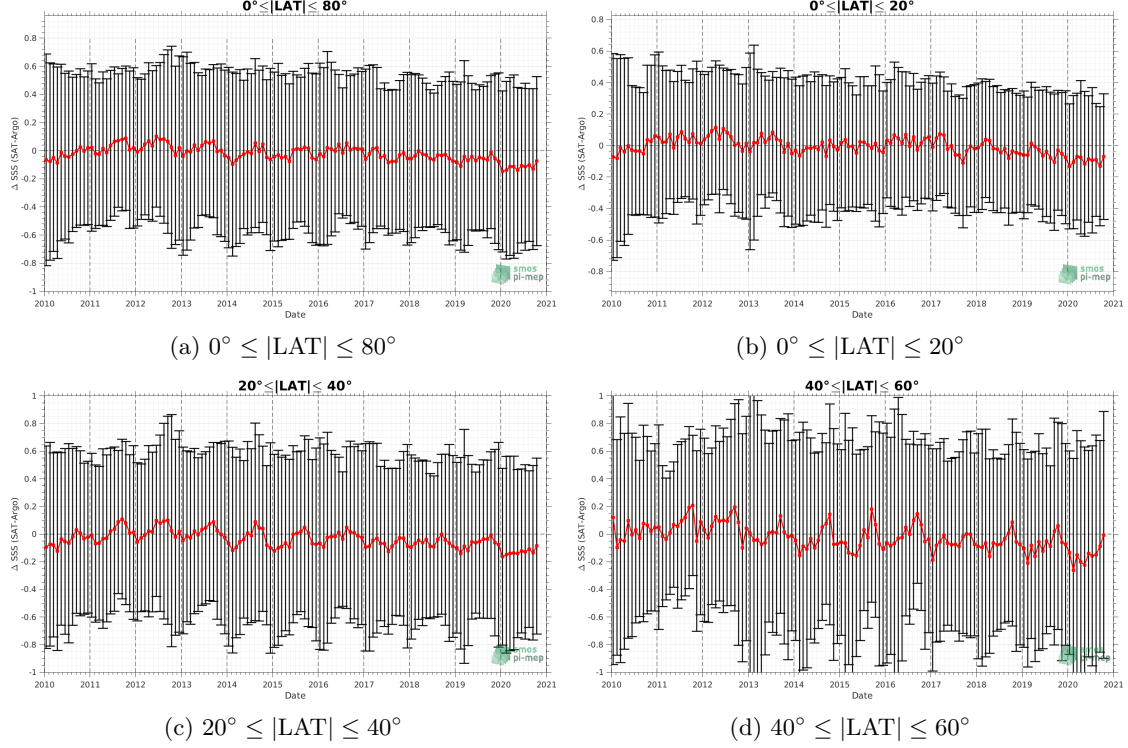 0°≤|LAT|≤ 80°
Δ SSS (SAT-Argo)
0.8
0.6
0.4
0.2
0
-0.2
-0.4
-0.6
-0.8
-1
smos
pi-mep
2010 2011 2012 2013 2014 2015 2016 2017 2018 2019 2020 2021
Date
(a) 0° ≤ |LAT| ≤ 80°
0°≤|LAT|≤ 20°
Δ SSS (SAT-Argo)
0.8
0.6
0.4
0.2
0
-0.2
-0.4
-0.6
-0.8
smos
pi-mep
2010 2011 2012 2013 2014 2015 2016 2017 2018 2019 2020 2021
Date
(b) 0° ≤ |LAT| ≤ 20°
20°≤|LAT|≤ 40°
Δ SSS (SAT-Argo)
1
0.8
0.6
0.4
0.2
0
-0.2
-0.4
-0.6
-0.8
-1
smos
pi-mep
2010 2011 2012 2013 2014 2015 2016 2017 2018 2019 2020 2021
Date
(c) 20° ≤ |LAT| ≤ 40°
40°≤|LAT|≤ 60°
Δ SSS (SAT-Argo)
1
0.8
0.6
0.4
0.2
0
-0.2
-0.4
-0.6
-0.8
-1
smos
pi-mep
2010 2011 2012 2013 2014 2015 2016 2017 2018 2019 2020 2021
Date
(d) 40° ≤ |LAT| ≤ 60°